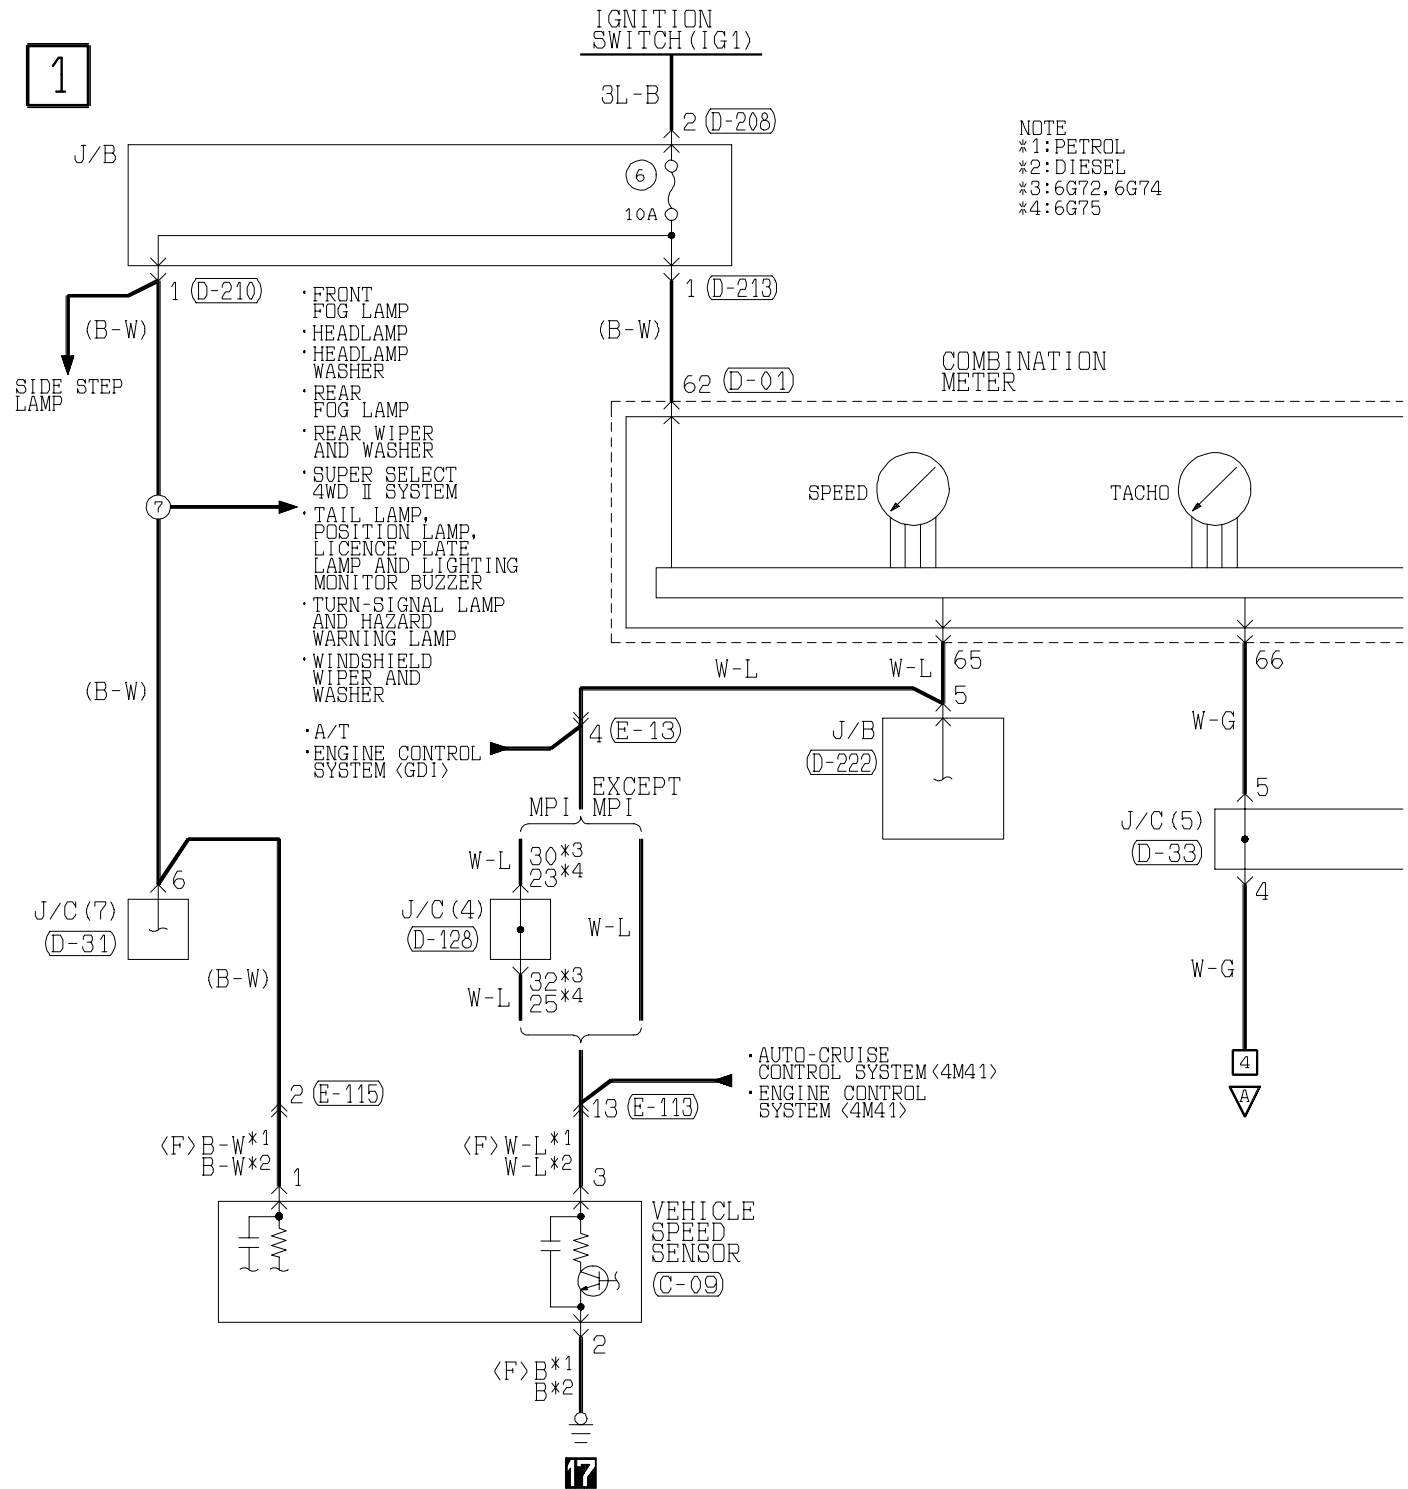 IGNITION
SWITCH(IG1)
1
3L-B
2 (D-208)
NOTE
*1:PETROL
*2:DIESEL
*3:6G72,6G74
*4:6G75
J/B
6
10A
1 (D-210)
1 (D-213)
(B-W)
(B-W)
SIDE STEP
LAMP
· FRONT
FOG LAMP
· HEADLAMP
· HEADLAMP
WASHER
· REAR
FOG LAMP
· REAR WIPER
AND WASHER
· SUPER SELECT
4WD Ⅱ SYSTEM
· TAIL LAMP,
POSITION LAMP,
LICENCE PLATE
LAMP AND LIGHTING
MONITOR BUZZER
· TURN-SIGNAL LAMP
AND HAZARD
WARNING LAMP
· WINDSHIELD
WIPER AND
WASHER
7
COMBINATION
METER
62 (D-01)
SPEED
TACHO
65
66
W-L
W-L
5
(B-W)
W-G
· A/T
· ENGINE CONTROL
SYSTEM <GDI>
4 (E-13)
J/B
(D-222)
5
MPI
EXCEPT
MPI
J/C(5)
(D-33)
4
W-L
30*3
23*4
6
J/C(7)
(D-31)
J/C(4)
(D-128)
W-L
(B-W)
W-L
32*3
25*4
W-G
4
A
· AUTO-CRUISE
CONTROL SYSTEM<4M41>
· ENGINE CONTROL
SYSTEM <4M41>
2 (E-115)
13 (E-113)
<F>B-W*1
B-W*2
1
<F>W-L*1
W-L*2
3
VEHICLE
SPEED
SENSOR
(C-09)
2
<F>B*1
B*2
17